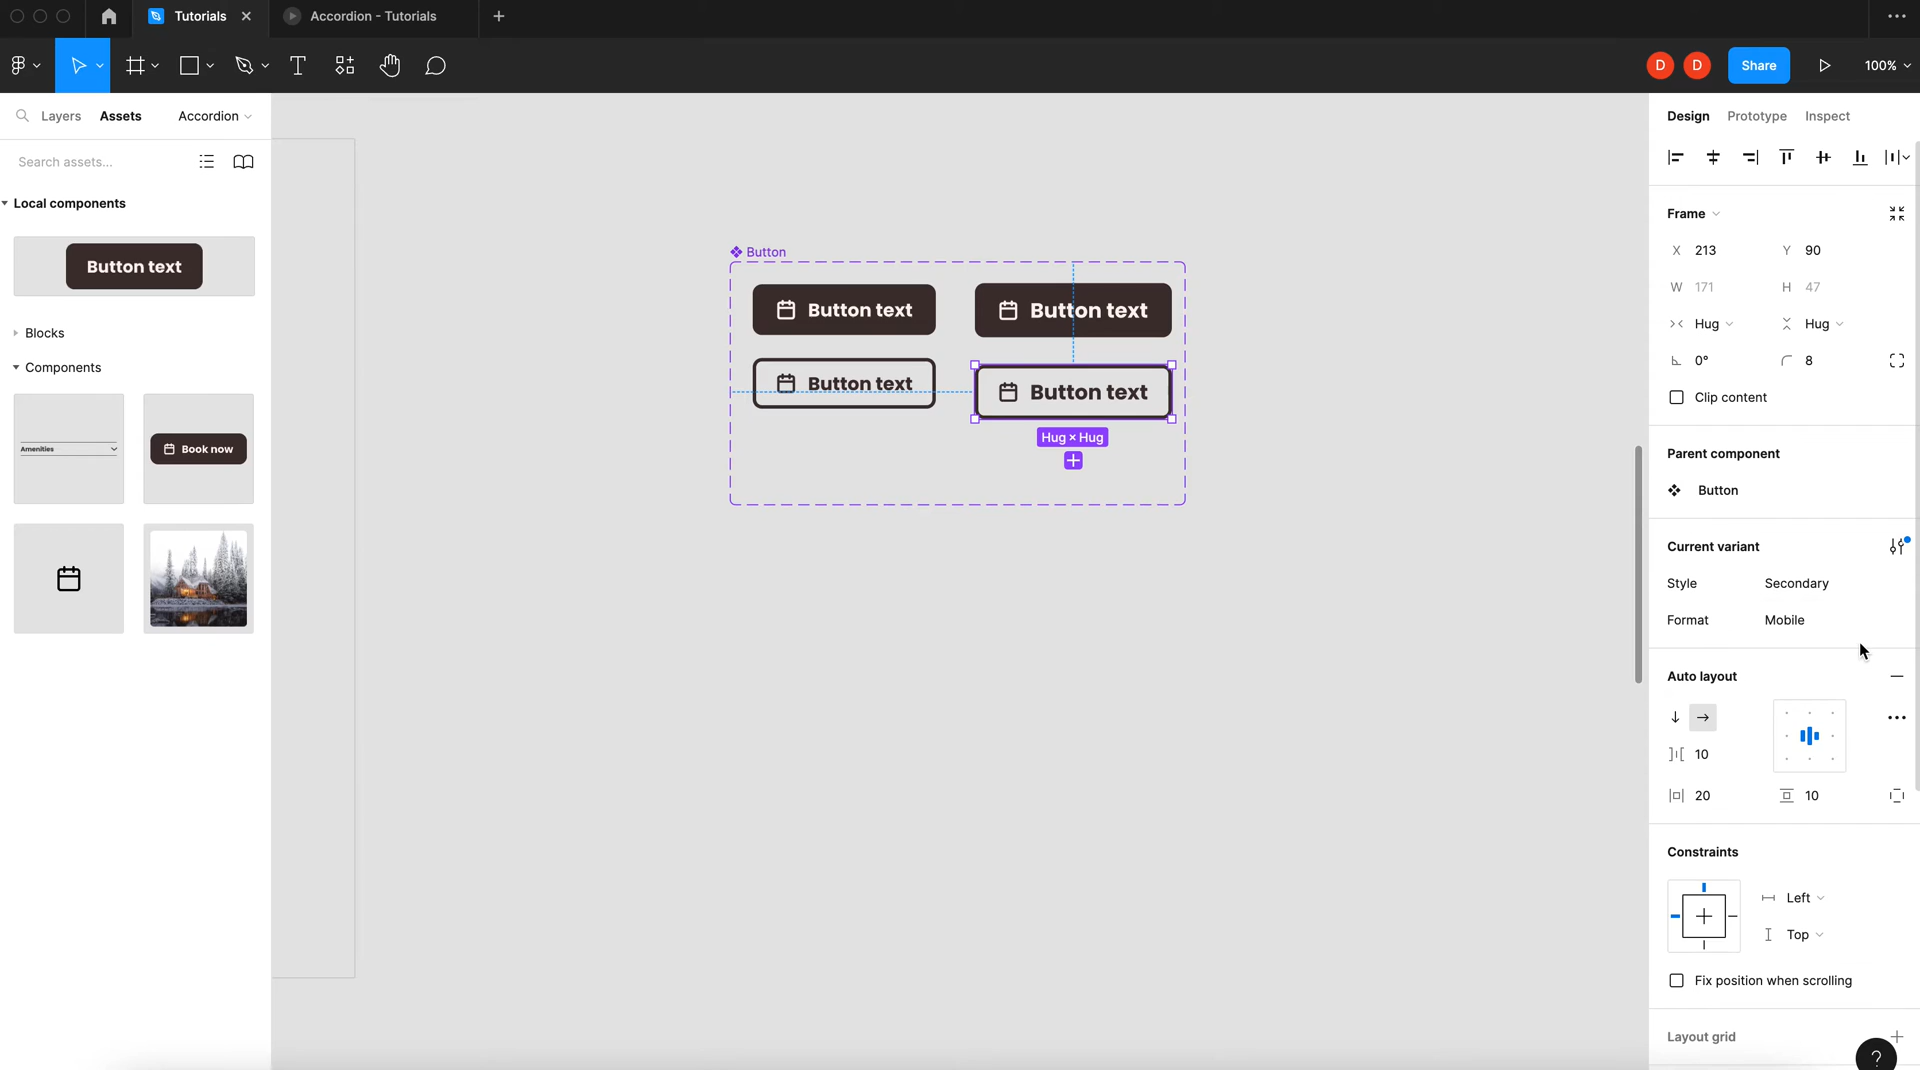 Tutorials
Accordion - Tutorials
D
D
Share
100%
Layers
Assets
Accordion
Search assets...
Local components
Button text
Blocks
Components
Amenities
Book now
Button
Button text
Button text
Button text
Button text
Hug × Hug
Design
Prototype
Inspect
Frame
X 213
Y 90
W 171
H 47
Hug
Hug
0°
8
Clip content
Parent component
Button
Current variant
Style Secondary
Format Mobile
Auto layout
10
20
10
Constraints
Left
Top
Fix position when scrolling
Layout grid
?